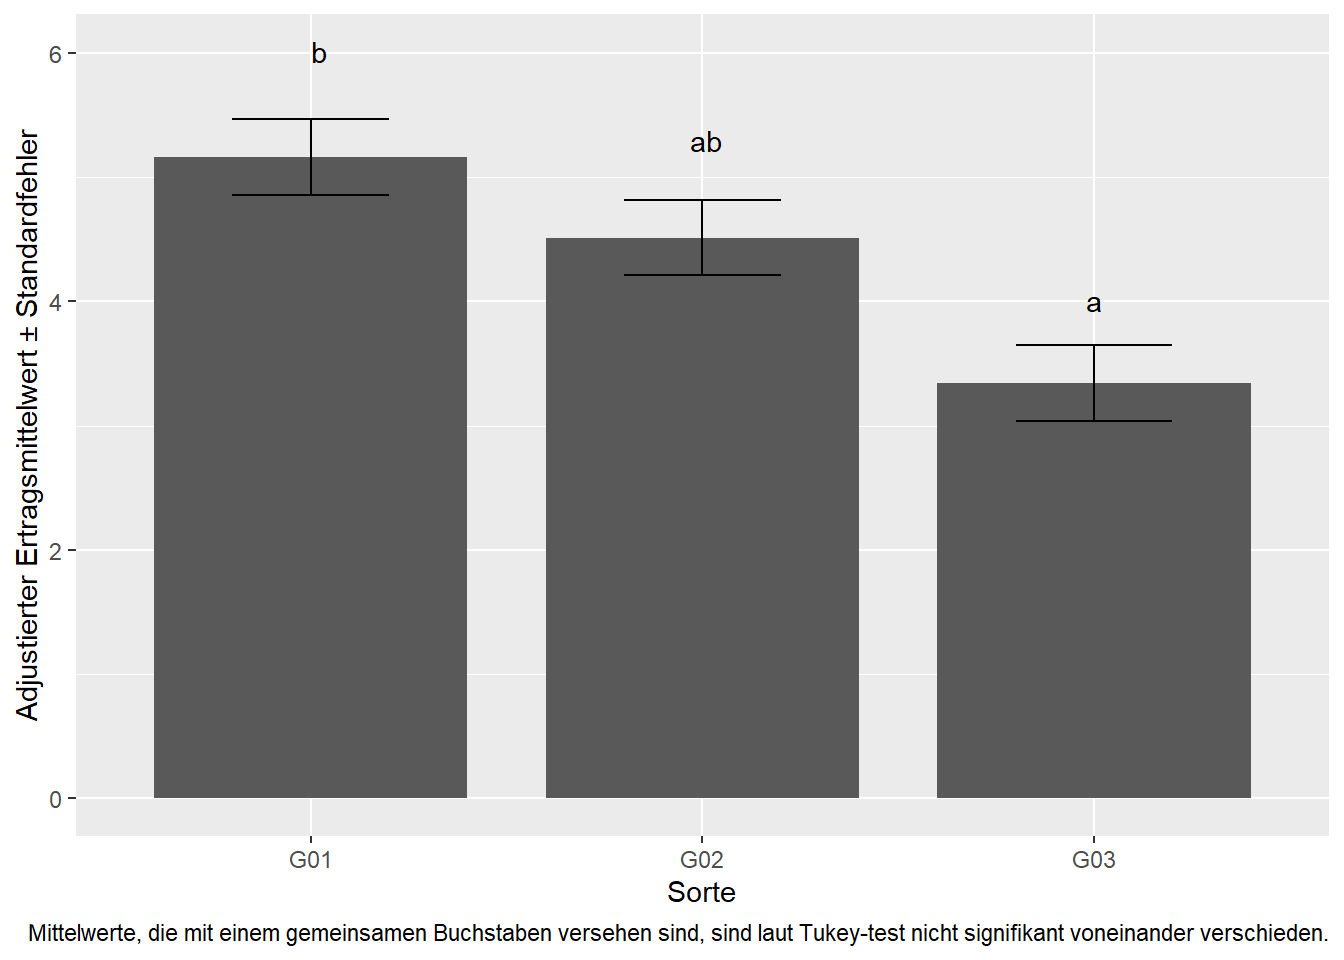 b
6
ab
a
4
2
0
Adjustierter Ertragsmittelwert ± Standardfehler
G01
G02
G03
Sorte
Mittelwerte, die mit einem gemeinsamen Buchstaben versehen sind, sind laut Tukey-test nicht signifikant voneinander verschieden.